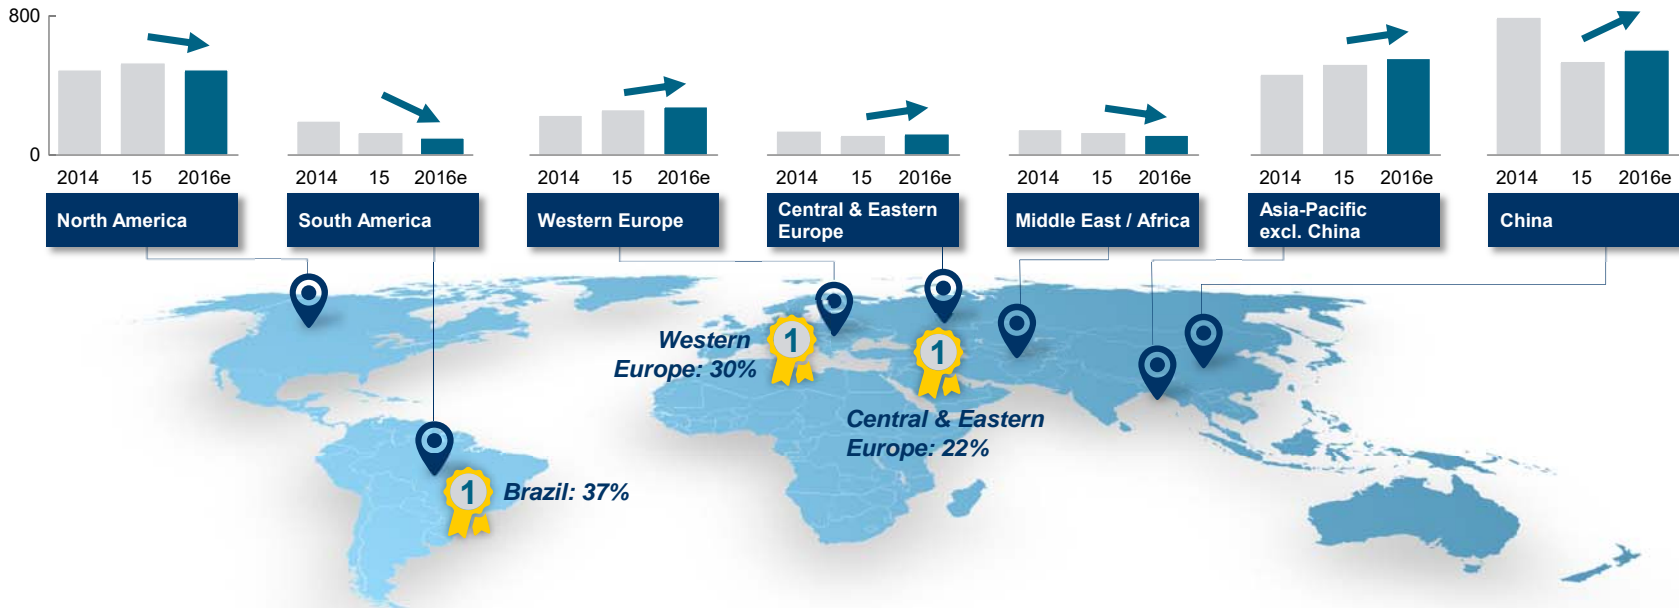 800
0
2014 15 2016e
2014 15 2016e
2014 15 2016e
2014 15 2016e
2014 15 2016e
2014 15 2016e
2014 15 2016e
North America
South America
Western Europe
Central & Eastern
Europe
Middle East / Africa
Asia-Pacific
excl. China
China
Western
Europe: 30%
1
1
Central & Eastern
Europe: 22%
1
Brazil: 37%